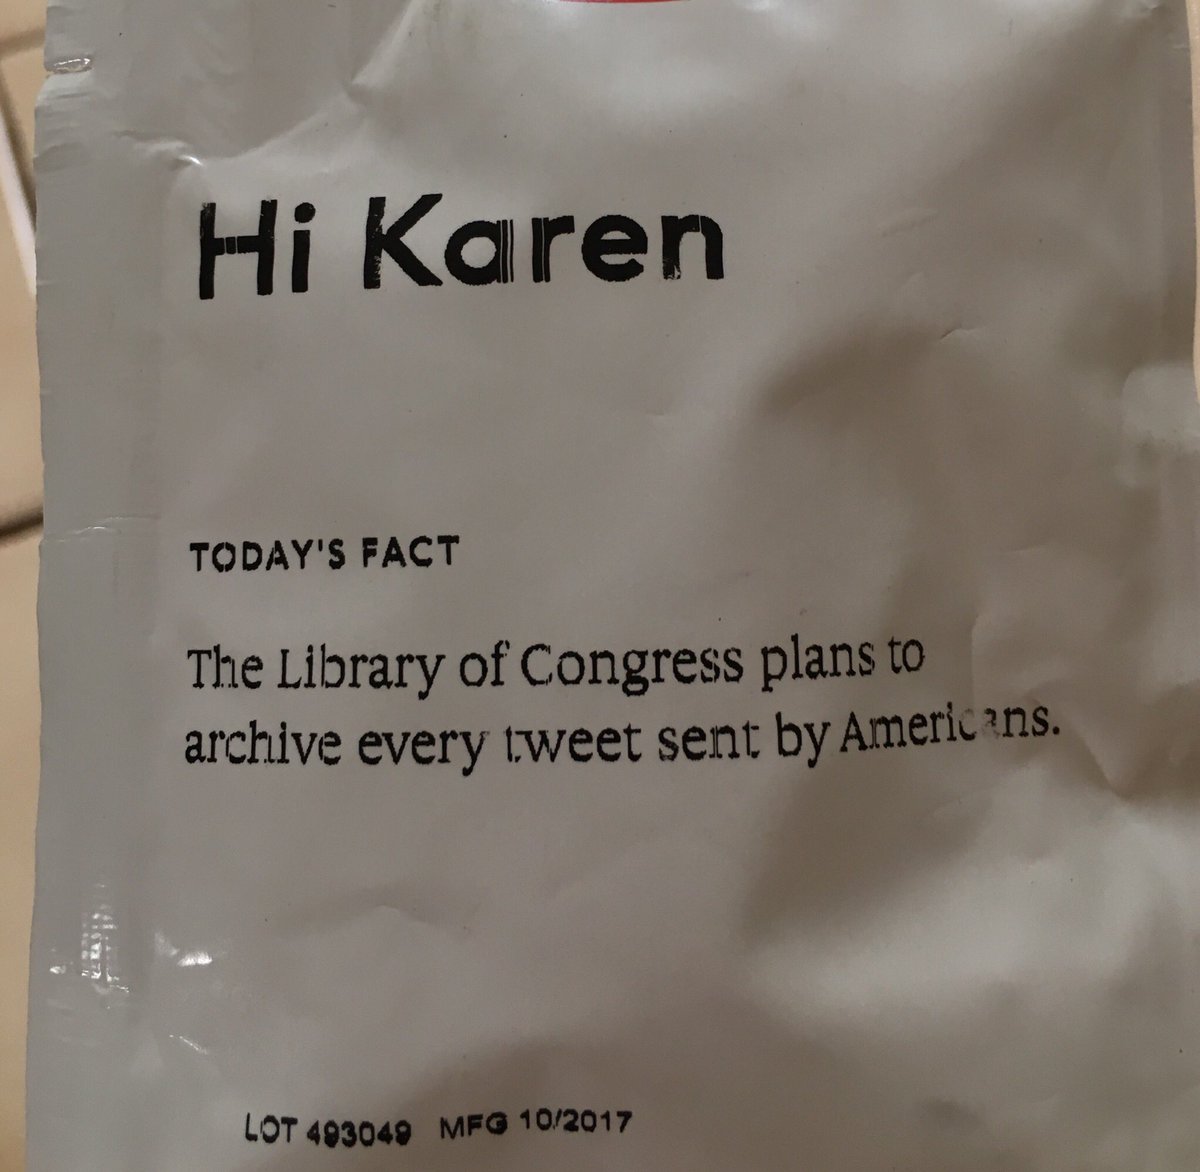 Hi Karen
TODAY'S FACT
The Library of Congress plans to
archive every tweet sent by Americans.
LOT 493049 MFG 10/2017